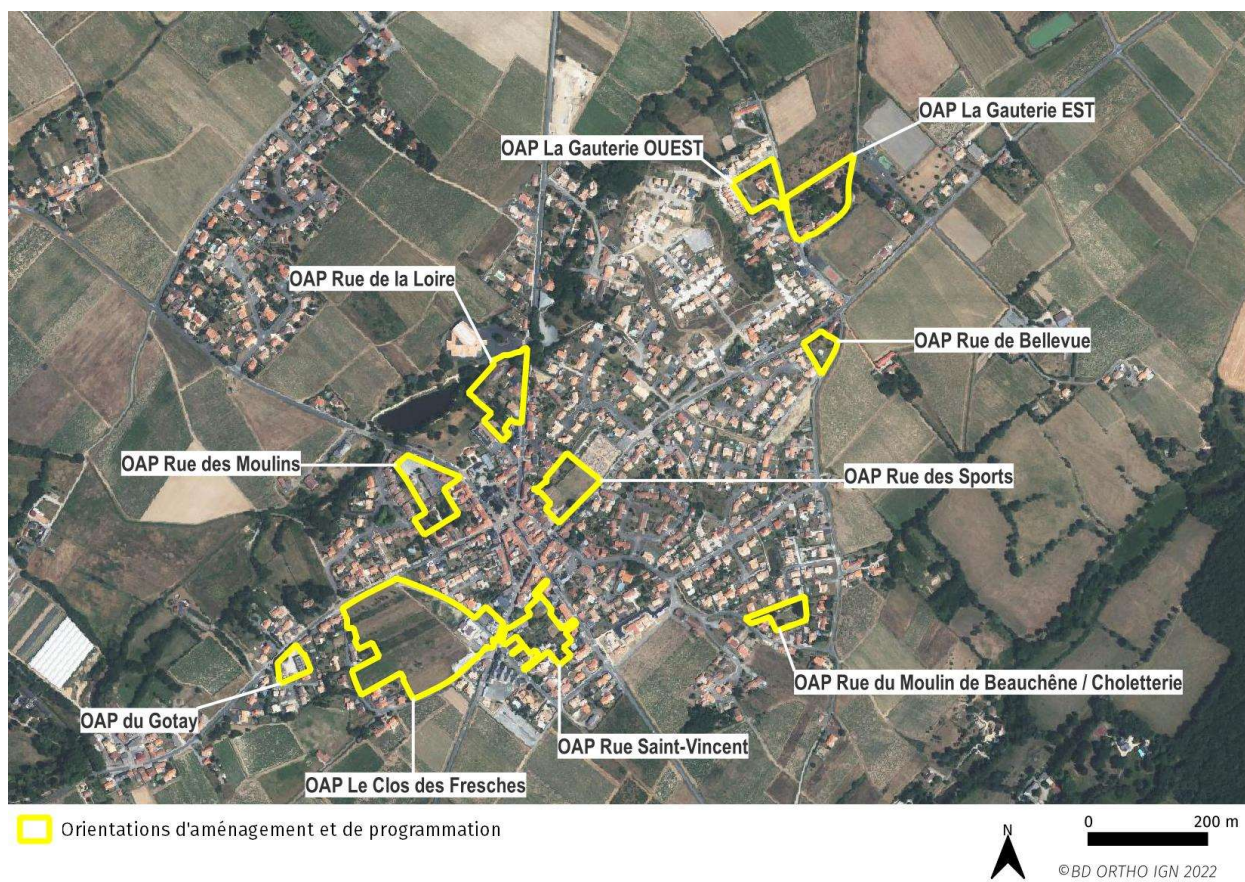 OAP La Gauterie EST
OAP La Gauterie OUEST
OAP Rue de la Loire
OAP Rue de Bellevue
OAP Rue des Moulins
OAP Rue des Sports
OAP Rue du Moulin de Beauchêne / Choletterie
OAP du Gotay
OAP Rue Saint-Vincent
OAP Le Clos des Fresches
Orientations d'aménagement et de programmation
N
0 200 m
©BD ORTHO IGN 2022